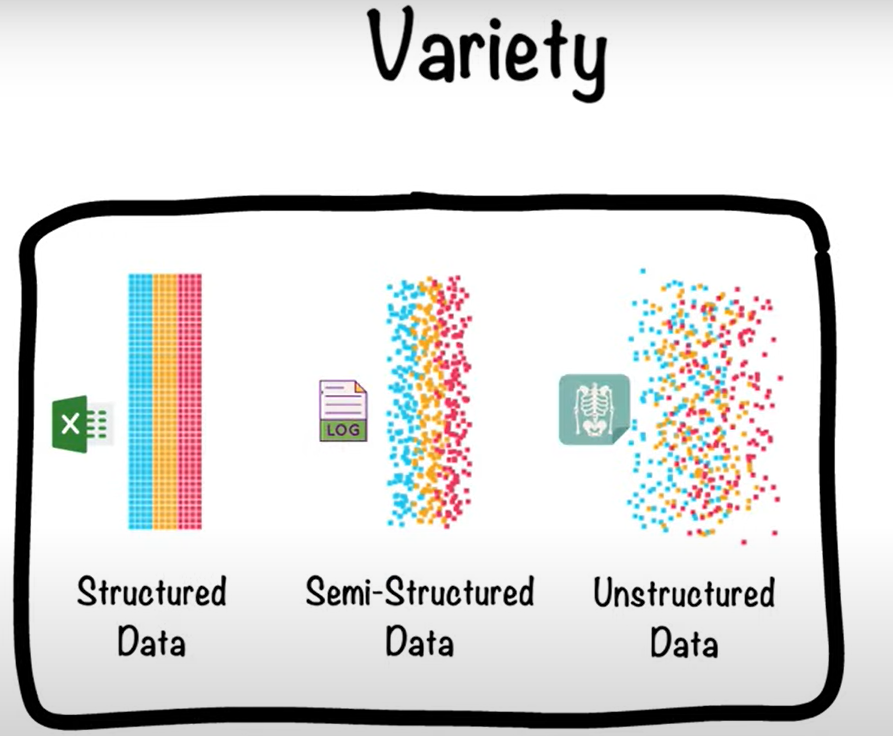 Variety
X
LOG
Structured
Data
Semi-Structured
Data
Unstructured
Data